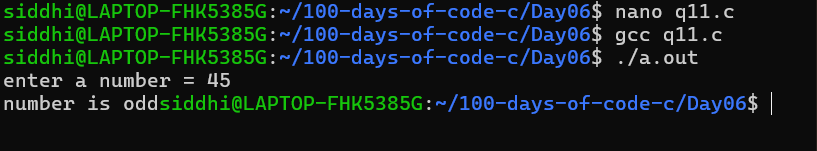 siddhi@LAPTOP-FHK5385G:~/100-days-of-code-c/Day06$ nano q11.c
siddhi@LAPTOP-FHK5385G:~/100-days-of-code-c/Day06$ gcc q11.c
siddhi@LAPTOP-FHK5385G:~/100-days-of-code-c/Day06$ ./a.out
enter a number = 45
number is oddsiddhi@LAPTOP-FHK5385G:~/100-days-of-code-c/Day06$